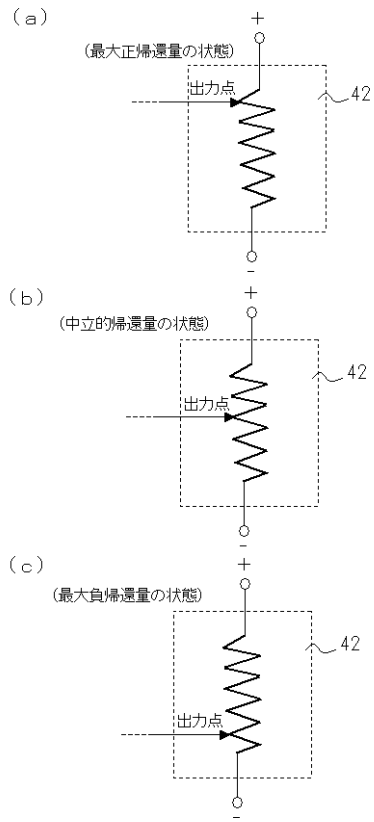 (a)
+
(最大正帰還量の状態)
出力点
42
-
(b)
+
(中立的帰還量の状態)
出力点
42
-
(c)
+
(最大負帰還量の状態)
出力点
42
-